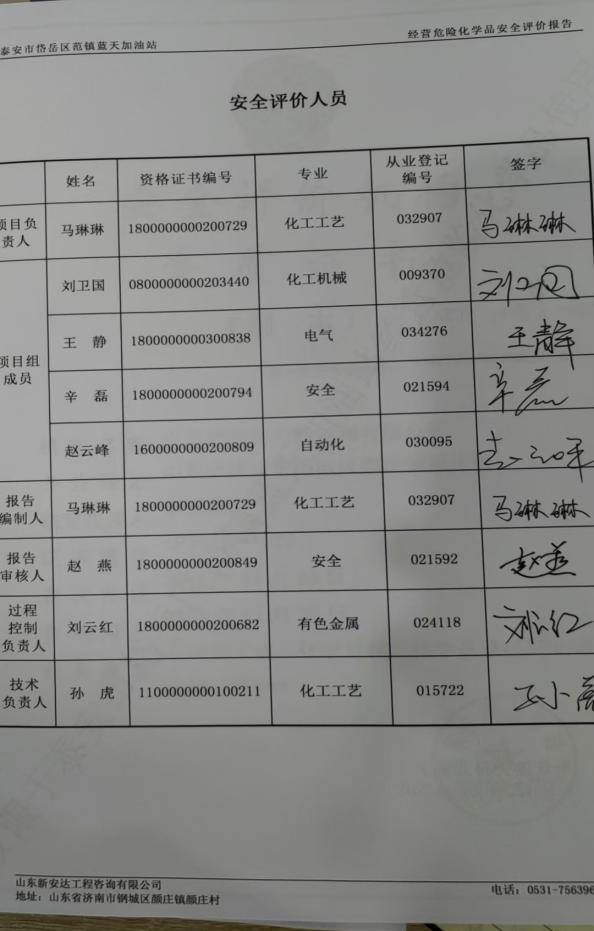 泰安市岱岳区范镇蓝天加油站 经营危险化学品安全评价报告
安全评价人员
姓名 资格证书编号 专业 从业登记编号 签字
项目负责人 马琳琳 1800000000200729 化工工艺 032907 马琳琳
项目组成员
刘卫国 0800000000203440 化工机械 009370 刘卫国
王 静 1800000000300838 电气 034276 王静
辛 磊 1800000000200794 安全 021594 辛磊
赵云峰 1600000000200809 自动化 030095
报告编制人 马琳琳 1800000000200729 化工工艺 032907 马琳琳
报告审核人 赵 燕 1800000000200849 安全 021592 赵燕
过程控制负责人 刘云红 1800000000200682 有色金属 024118 刘云红
技术负责人 孙 虎 1100000000100211 化工工艺 015722
山东新安达工程咨询有限公司
地址：山东省济南市钢城区颜庄镇颜庄村 电话：0531-756396